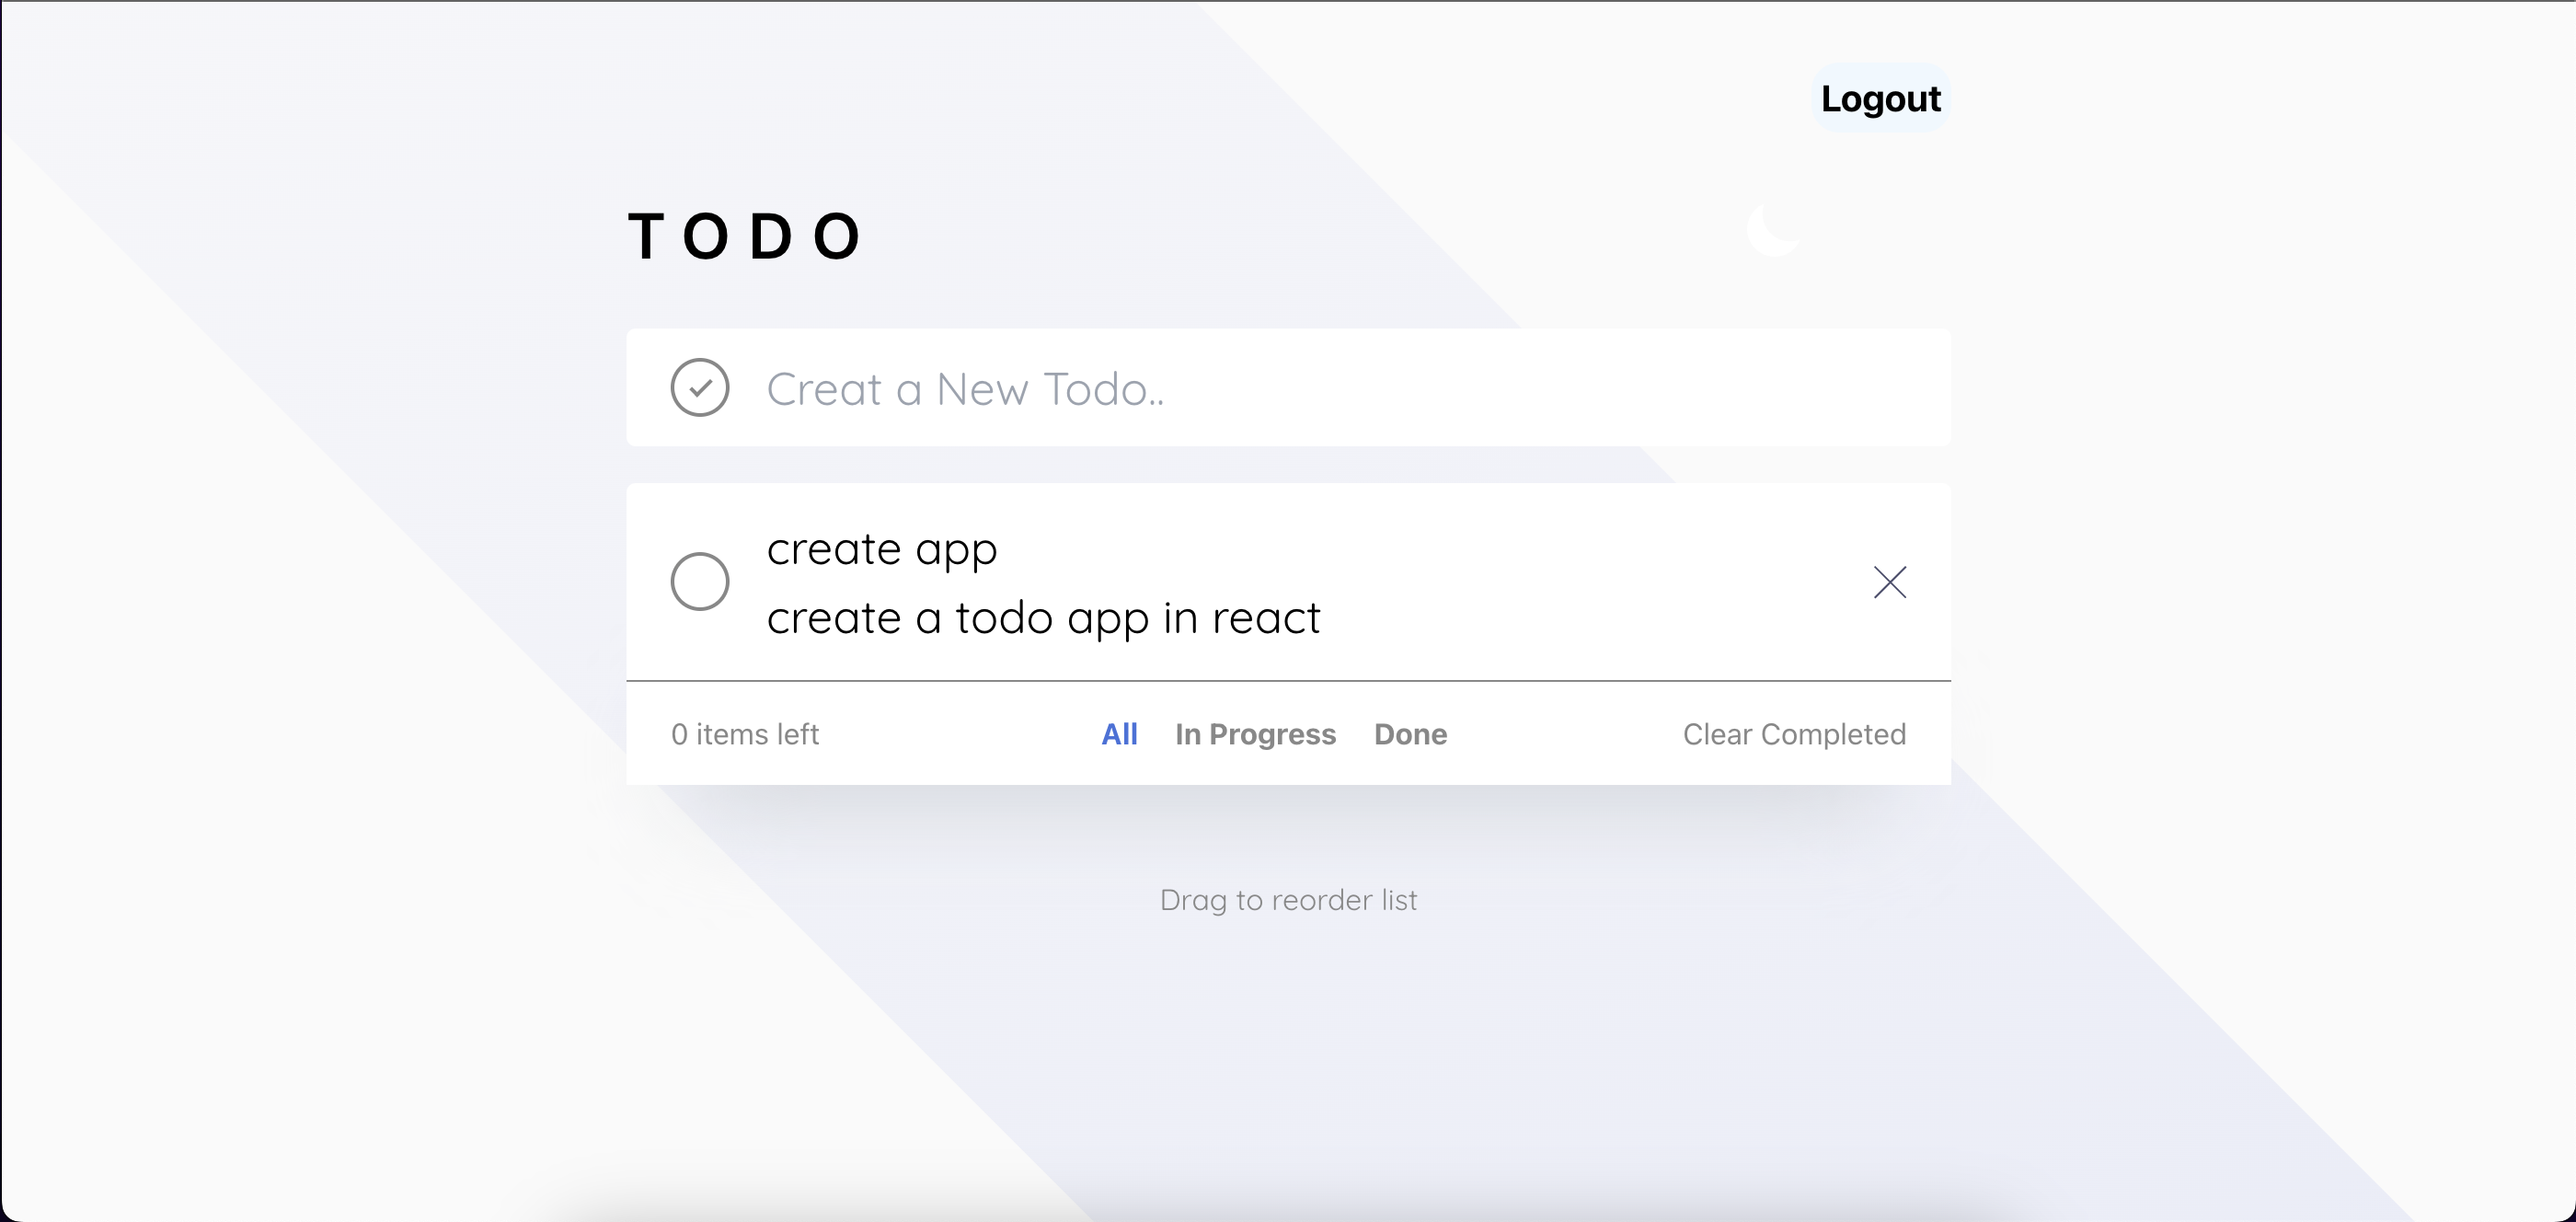 Logout
TODO
Creat a New Todo..
create app
create a todo app in react
0 items left
All In Progress Done
Clear Completed
Drag to reorder list